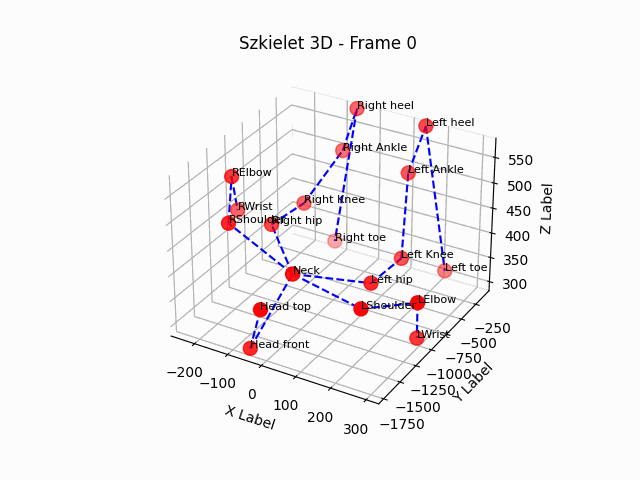 Szkielet 3D - Frame 0
Right heel
Left heel
Right Ankle
Left Ankle
RElbow
RWrist
Right Knee
RShoulder
Right hip
Right toe
Left Knee
Left toe
Neck
Left hip
LElbow
LShoulder
Head top
LWrist
Head front
550
500
450
400
350
300
Z Label
−250
−500
−750
−1000
−1250
−1500
−1750
Y Label
−200
−100
0
100
200
300
X Label